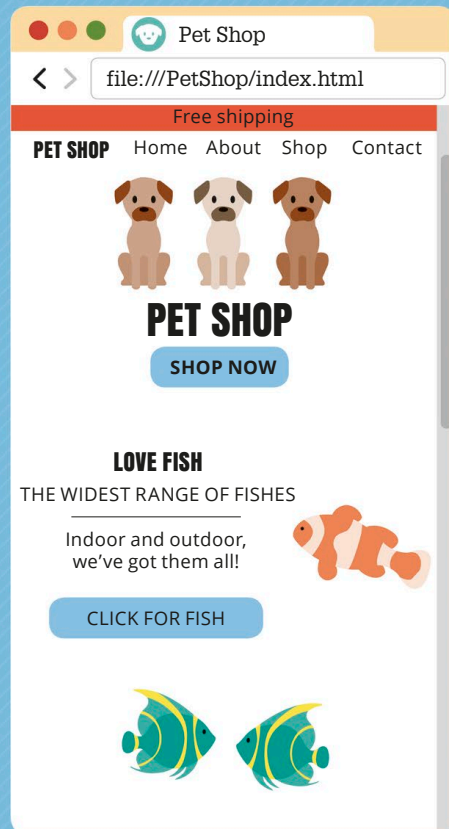 Pet Shop
file:///PetShop/index.html
Free shipping
PET SHOP Home About Shop Contact
PET SHOP
SHOP NOW
LOVE FISH
THE WIDEST RANGE OF FISHES
Indoor and outdoor,
we’ve got them all!
CLICK FOR FISH